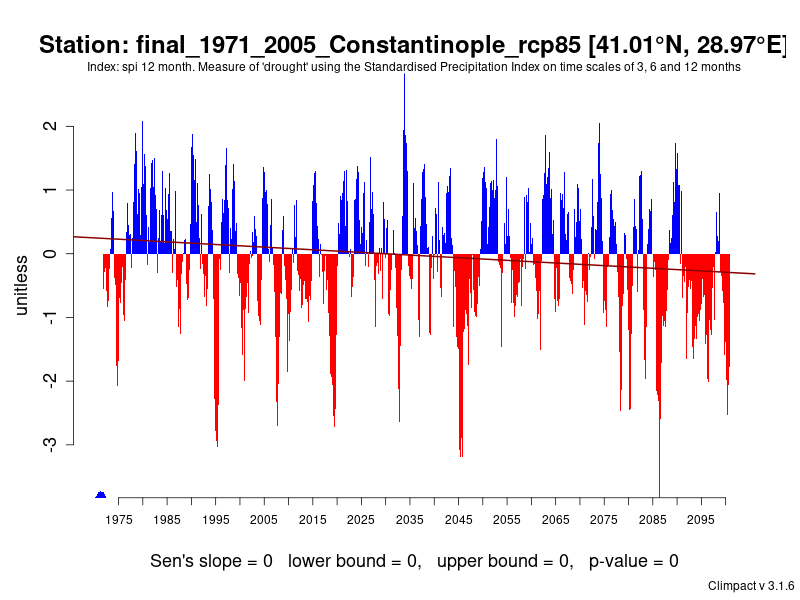 Station: final_1971_2005_Constantinople_rcp85 [41.01°N, 28.97°E]
Index: spi 12 month. Measure of 'drought' using the Standardised Precipitation Index on time scales of 3, 6 and 12 months
unitless
2
1
0
-1
-2
-3
1975 1985 1995 2005 2015 2025 2035 2045 2055 2065 2075 2085 2095
Sen's slope = 0 lower bound = 0, upper bound = 0, p-value = 0
Climpact v 3.1.6